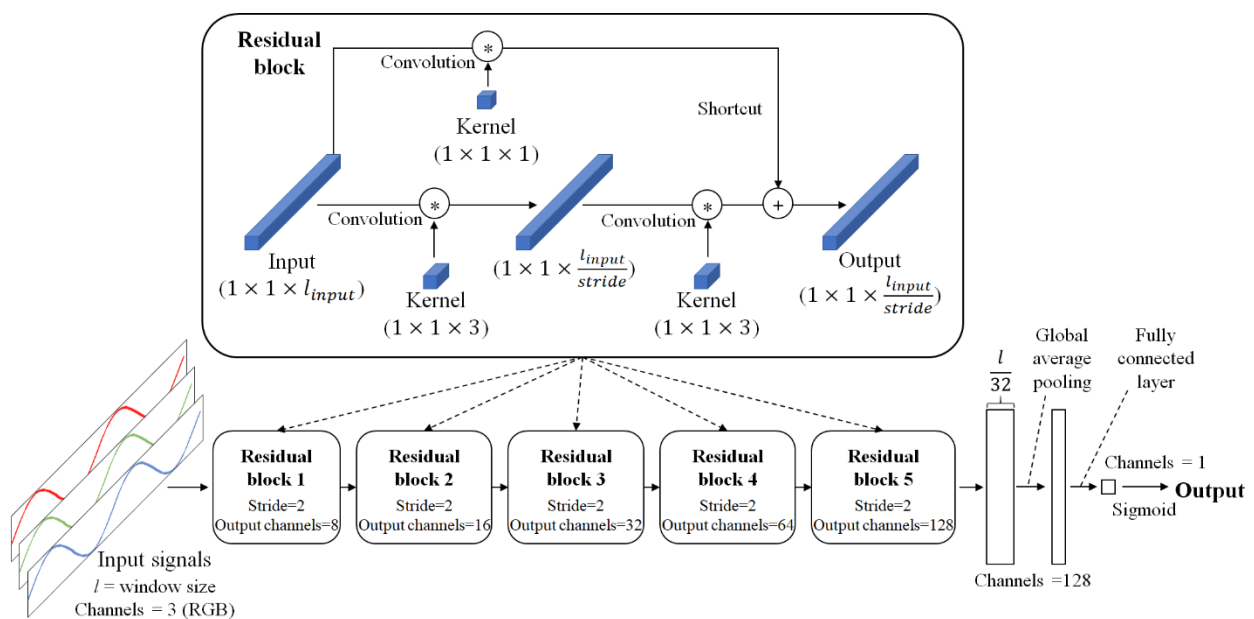 Residual
block
Convolution
*
Kernel
(1 × 1 × 1)
Shortcut
Convolution
*
Convolution
*
+
Input
(1 × 1 × l_input)
Kernel
(1 × 1 × 3)
(1 × 1 × l_input/stride)
Kernel
(1 × 1 × 3)
Output
(1 × 1 × l_input/stride)
Input signals
l = window size
Channels = 3 (RGB)
Residual
block 1
Stride=2
Output channels=8
Residual
block 2
Stride=2
Output channels=16
Residual
block 3
Stride=2
Output channels=32
Residual
block 4
Stride=2
Output channels=64
Residual
block 5
Stride=2
Output channels=128
l/32
Channels =128
Global
average
pooling
Fully
connected
layer
Channels = 1
Sigmoid
Output